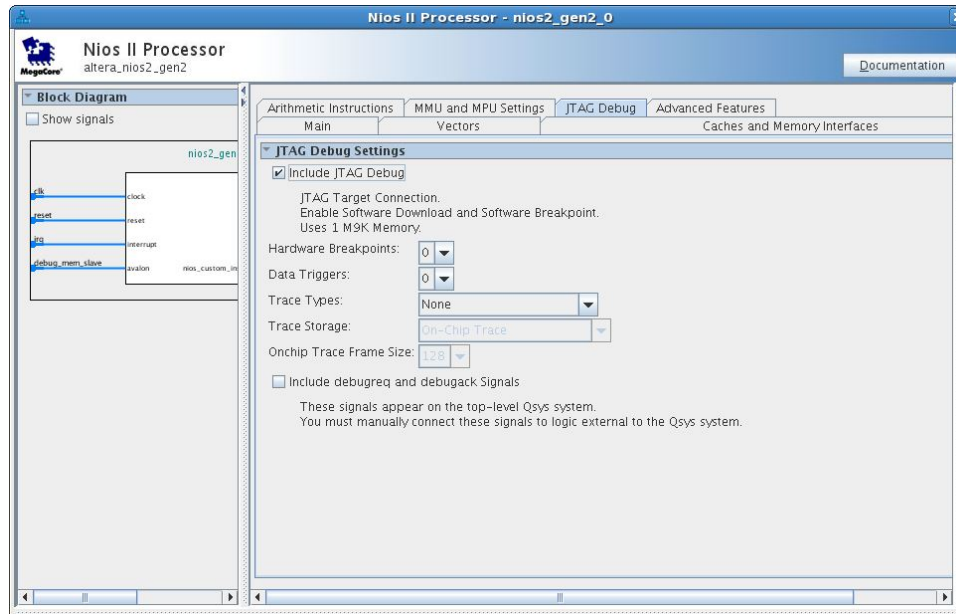 Nios II Processor - nios2_gen2_0
MegaCore®
Nios II Processor
altera_nios2_gen2
Documentation
Block Diagram
Show signals
nios2_gen
clk
clock
reset
reset
irq
interrupt
debug_mem_slave
avalon
nios_custom_in
Arithmetic Instructions
MMU and MPU Settings
JTAG Debug
Advanced Features
Main
Vectors
Caches and Memory Interfaces
JTAG Debug Settings
Include JTAG Debug
JTAG Target Connection.
Enable Software Download and Software Breakpoint.
Uses 1 M9K Memory.
Hardware Breakpoints: 0
Data Triggers: 0
Trace Types: None
Trace Storage: On-Chip Trace
Onchip Trace Frame Size: 128
Include debugreq and debugack Signals
These signals appear on the top-level Qsys system.
You must manually connect these signals to logic external to the Qsys system.